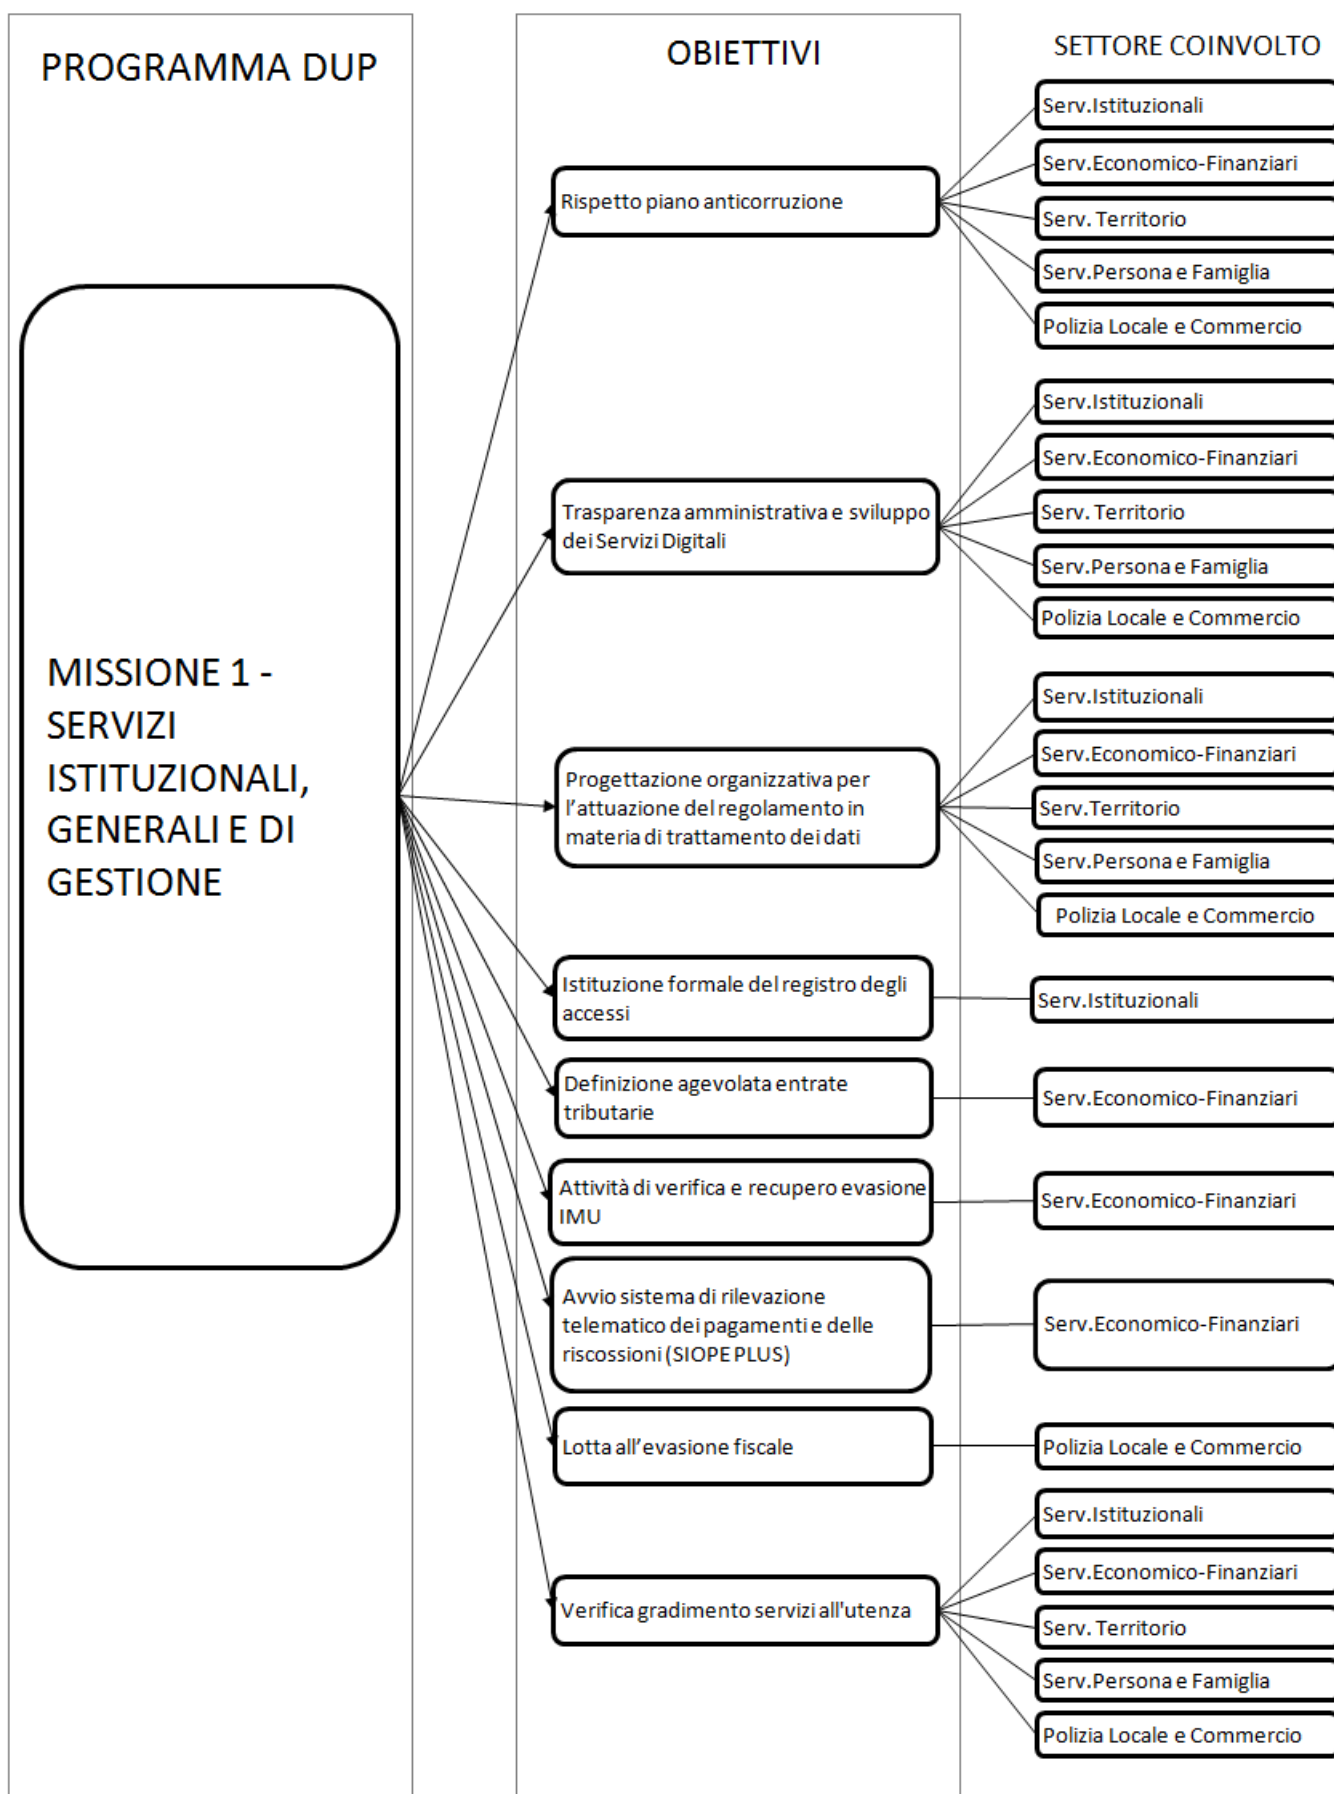 PROGRAMMA DUP
OBIETTIVI
SETTORE COINVOLTO
MISSIONE 1 -
SERVIZI
ISTITUZIONALI,
GENERALI E DI
GESTIONE
Rispetto piano anticorruzione
Serv.Istituzionali
Serv.Economico-Finanziari
Serv. Territorio
Serv.Persona e Famiglia
Polizia Locale e Commercio
Trasparenza amministrativa e sviluppo
dei Servizi Digitali
Serv.Istituzionali
Serv.Economico-Finanziari
Serv. Territorio
Serv.Persona e Famiglia
Polizia Locale e Commercio
Progettazione organizzativa per
l'attuazione del regolamento in
materia di trattamento dei dati
Serv.Istituzionali
Serv.Economico-Finanziari
Serv.Territorio
Serv.Persona e Famiglia
Polizia Locale e Commercio
Istituzione formale del registro degli
accessi
Serv.Istituzionali
Definizione agevolata entrate
tributarie
Serv.Economico-Finanziari
Attività di verifica e recupero evasione
IMU
Serv.Economico-Finanziari
Avvio sistema di rilevazione
telematico dei pagamenti e delle
riscossioni (SIOPE PLUS)
Serv.Economico-Finanziari
Lotta all’evasione fiscale
Polizia Locale e Commercio
Verifica gradimento servizi all'utenza
Serv.Istituzionali
Serv.Economico-Finanziari
Serv. Territorio
Serv.Persona e Famiglia
Polizia Locale e Commercio